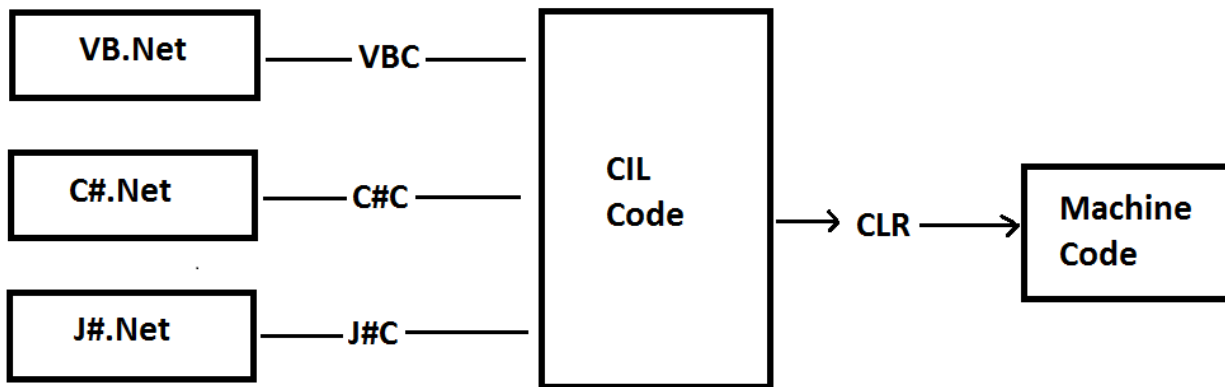 VB.Net
VBC
C#.Net
C#C
J#.Net
J#C
CIL
Code
CLR
Machine
Code